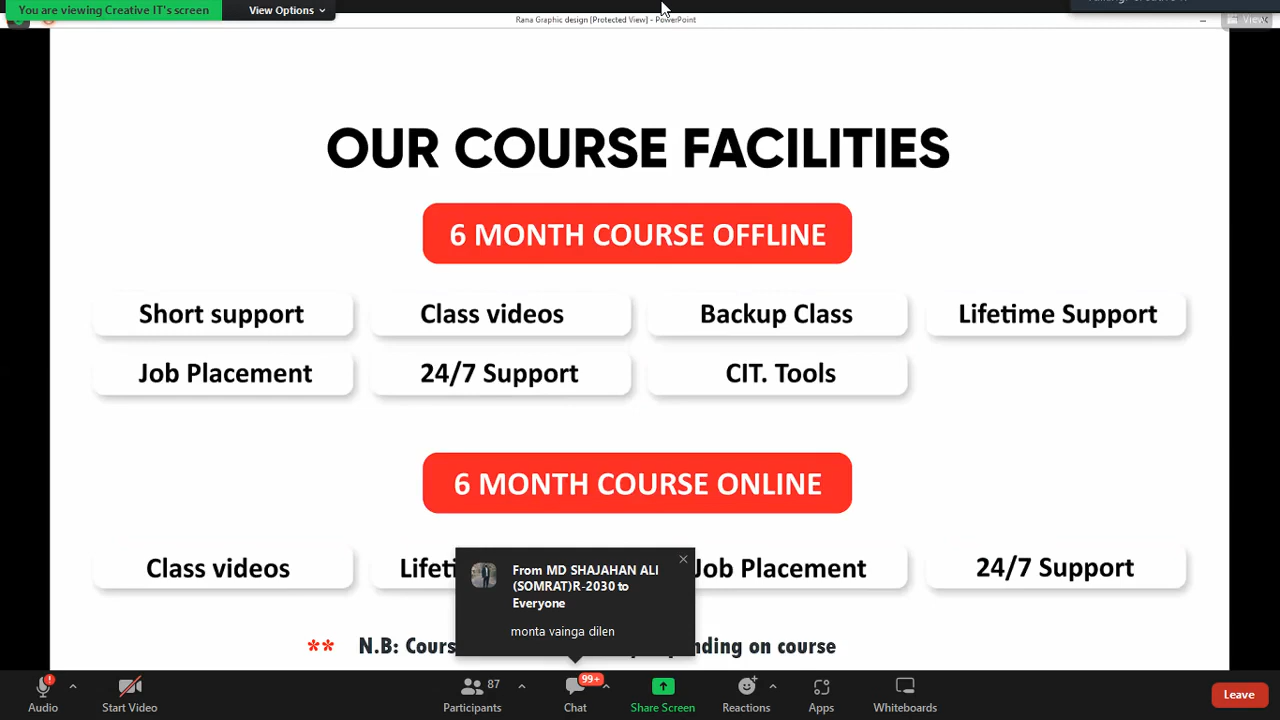 You are viewing Creative IT's screen
View Options
Rana Graphic design [Protected View] - PowerPoint
View
OUR COURSE FACILITIES
6 MONTH COURSE OFFLINE
Short support
Class videos
Backup Class
Lifetime Support
Job Placement
24/7 Support
CIT. Tools
6 MONTH COURSE ONLINE
Class videos
Job Placement
24/7 Support
From MD SHAJAHAN ALI
(SOMRAT)R-2030 to
Everyone
monta vainga dilen
** N.B: Cours nding on course
Audio
Start Video
87
Participants
99+
Chat
Share Screen
Reactions
Apps
Whiteboards
Leave